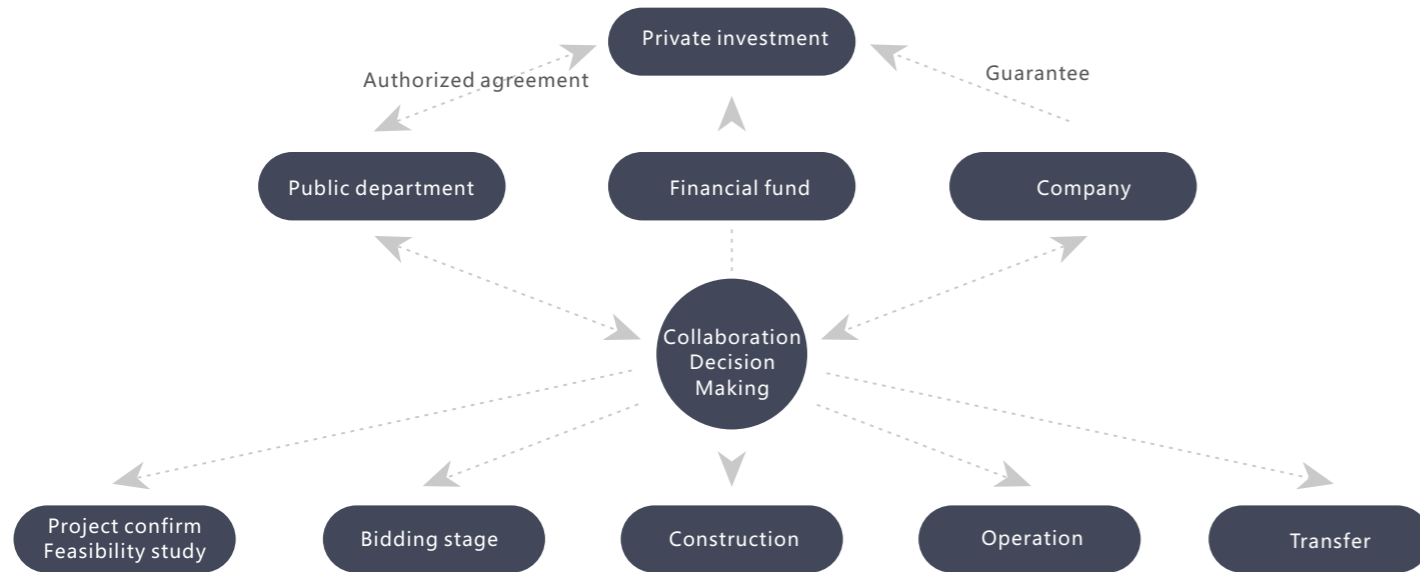 Private investment
Authorized agreement
Guarantee
Public department
Financial fund
Company
Collaboration
Decision
Making
Project confirm
Feasibility study
Bidding stage
Construction
Operation
Transfer